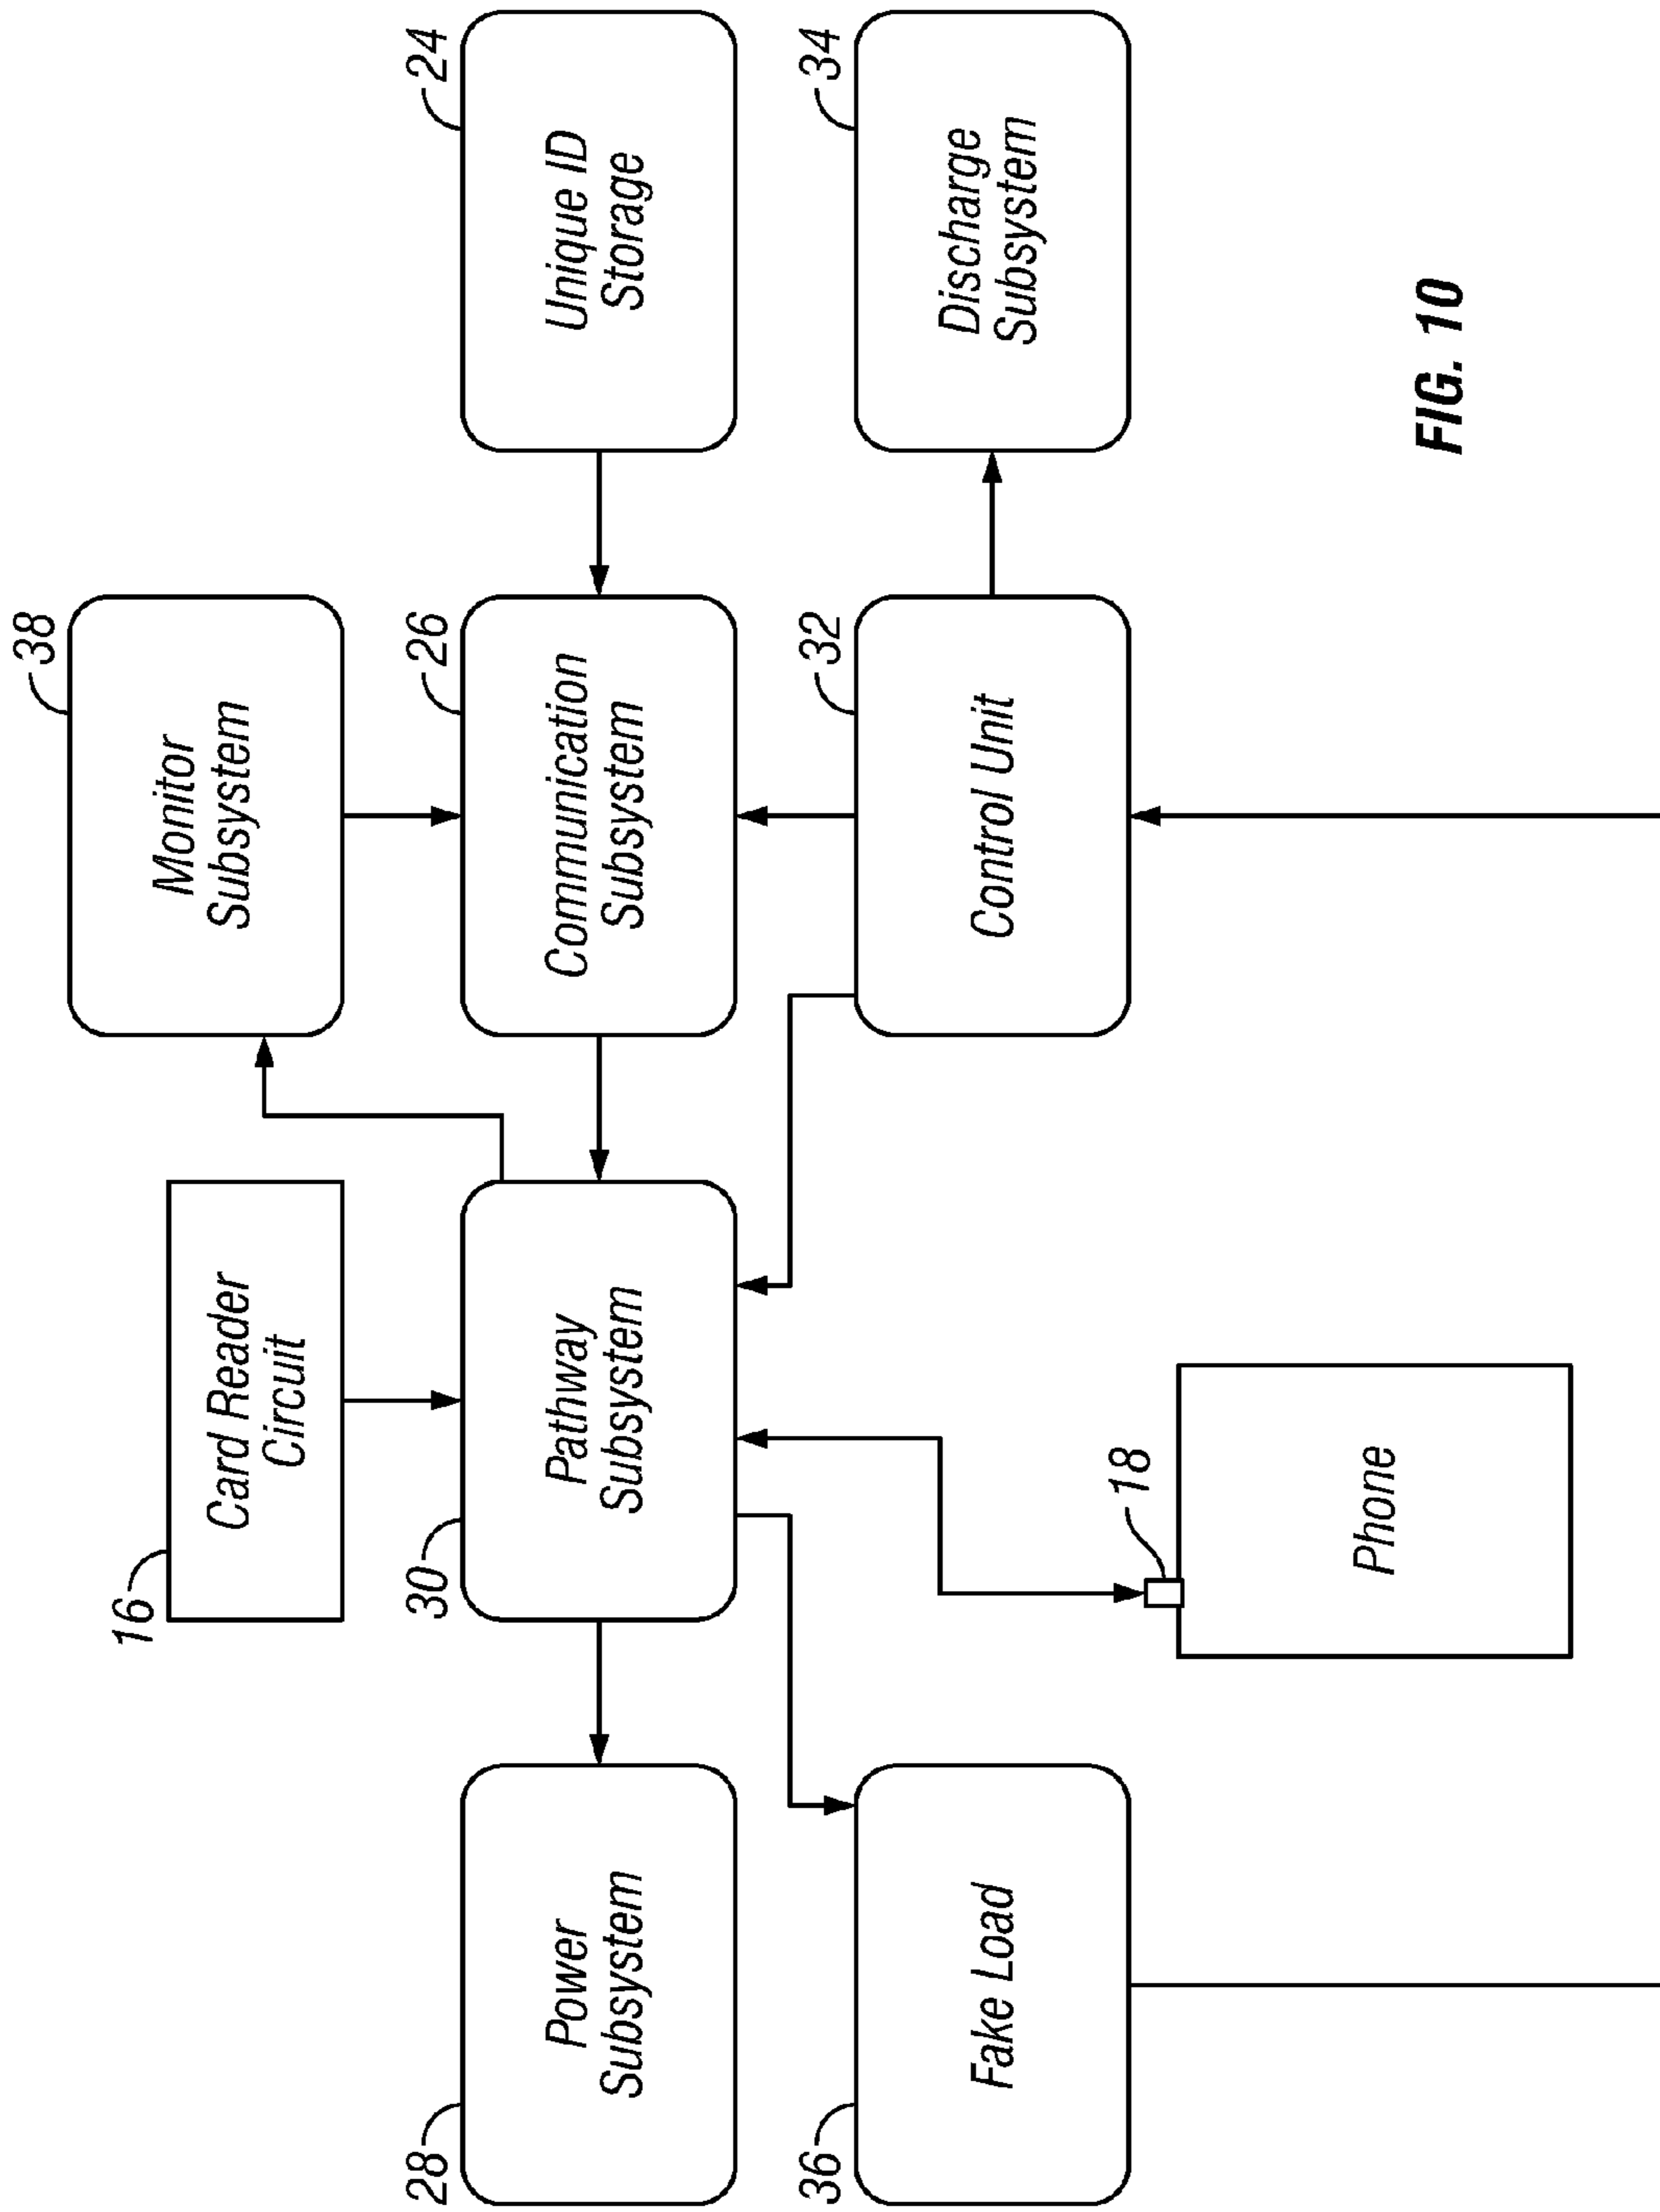 38
Monitor
Subsystem
16
Card Reader
Circuit
28
Power
Subsystem
30
Pathway
Subsystem
26
Communication
Subsystem
24
Unique ID
Storage
36
Fake Load
32
Control Unit
34
Discharge
Subsystem
18
Phone
FIG. 10